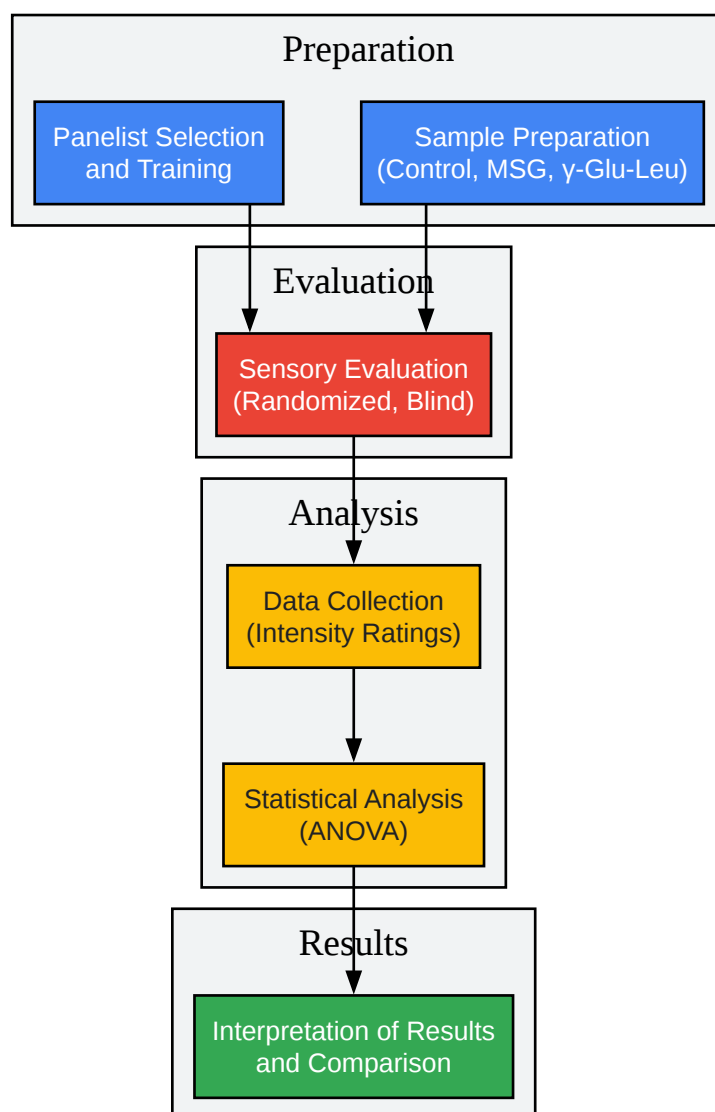 Preparation
Panelist Selection
and Training
Sample Preparation
(Control, MSG, γ-Glu-Leu)
Evaluation
Sensory Evaluation
(Randomized, Blind)
Analysis
Data Collection
(Intensity Ratings)
Statistical Analysis
(ANOVA)
Results
Interpretation of Results
and Comparison